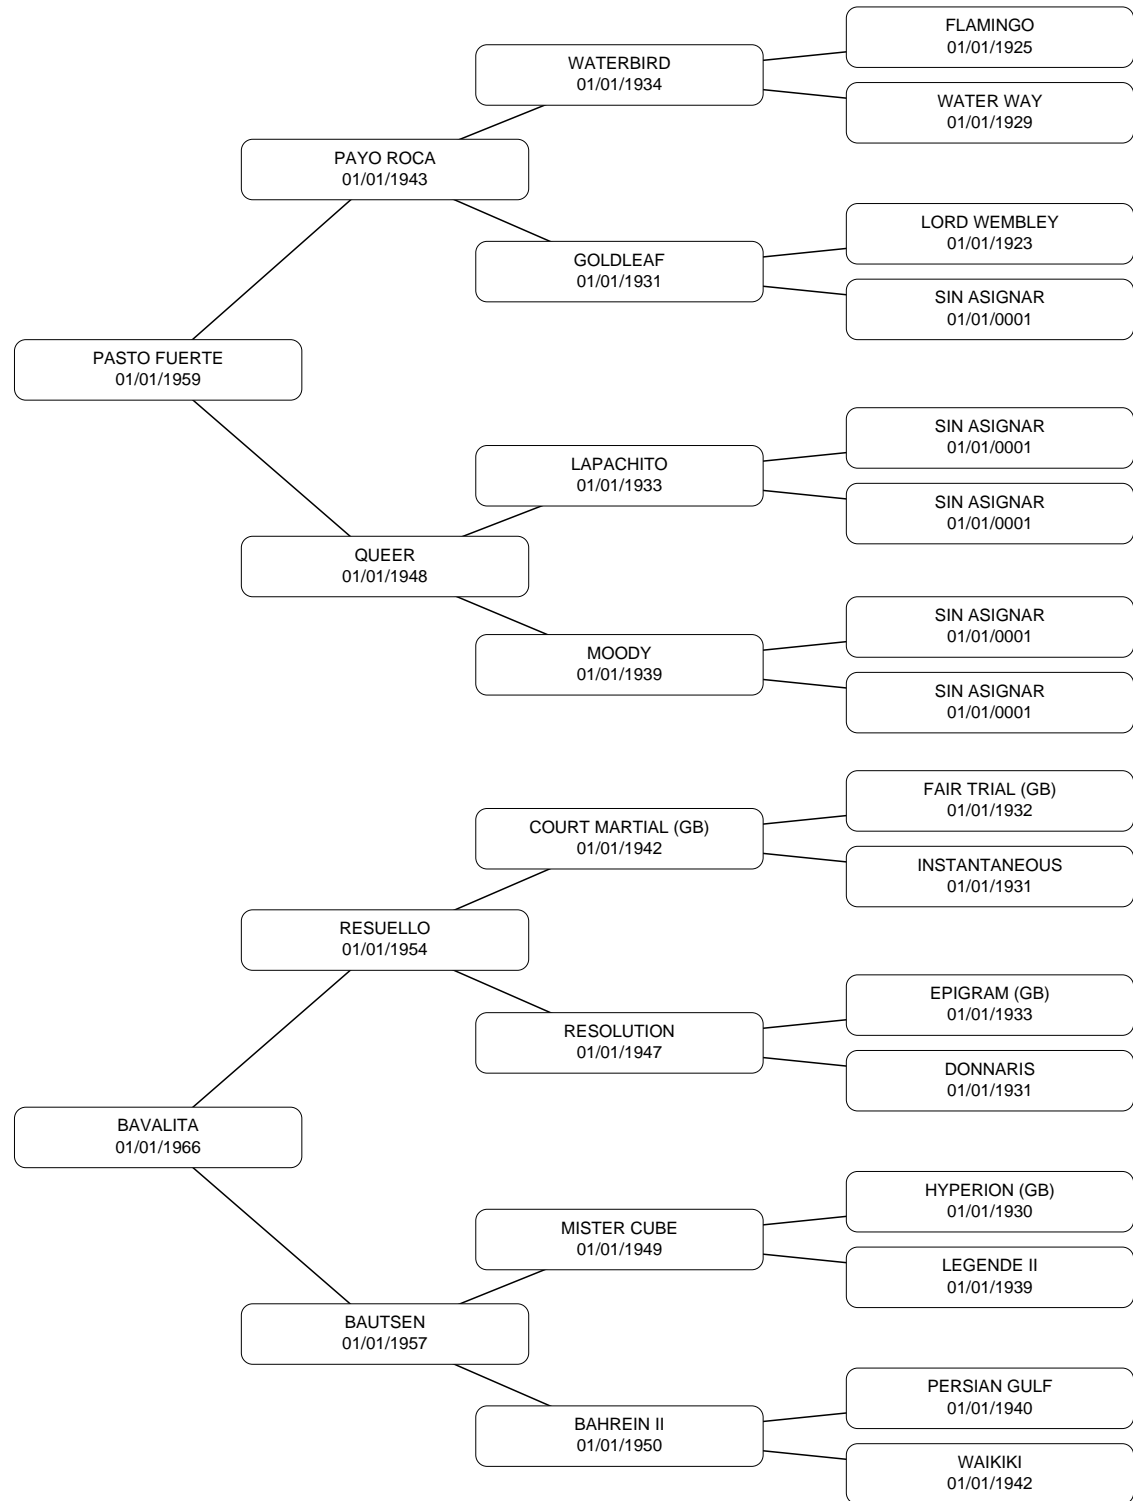 FLAMINGO
01/01/1925
WATERBIRD
01/01/1934
WATER WAY
01/01/1929
PAYO ROCA
01/01/1943
LORD WEMBLEY
01/01/1923
GOLDLEAF
01/01/1931
SIN ASIGNAR
01/01/0001
PASTO FUERTE
01/01/1959
SIN ASIGNAR
01/01/0001
LAPACHITO
01/01/1933
SIN ASIGNAR
01/01/0001
QUEER
01/01/1948
SIN ASIGNAR
01/01/0001
MOODY
01/01/1939
SIN ASIGNAR
01/01/0001
FAIR TRIAL (GB)
01/01/1932
COURT MARTIAL (GB)
01/01/1942
INSTANTANEOUS
01/01/1931
RESUELLO
01/01/1954
EPIGRAM (GB)
01/01/1933
RESOLUTION
01/01/1947
DONNARIS
01/01/1931
BAVALITA
01/01/1966
HYPERION (GB)
01/01/1930
MISTER CUBE
01/01/1949
LEGENDE II
01/01/1939
BAUTSEN
01/01/1957
PERSIAN GULF
01/01/1940
BAHREIN II
01/01/1950
WAIKIKI
01/01/1942